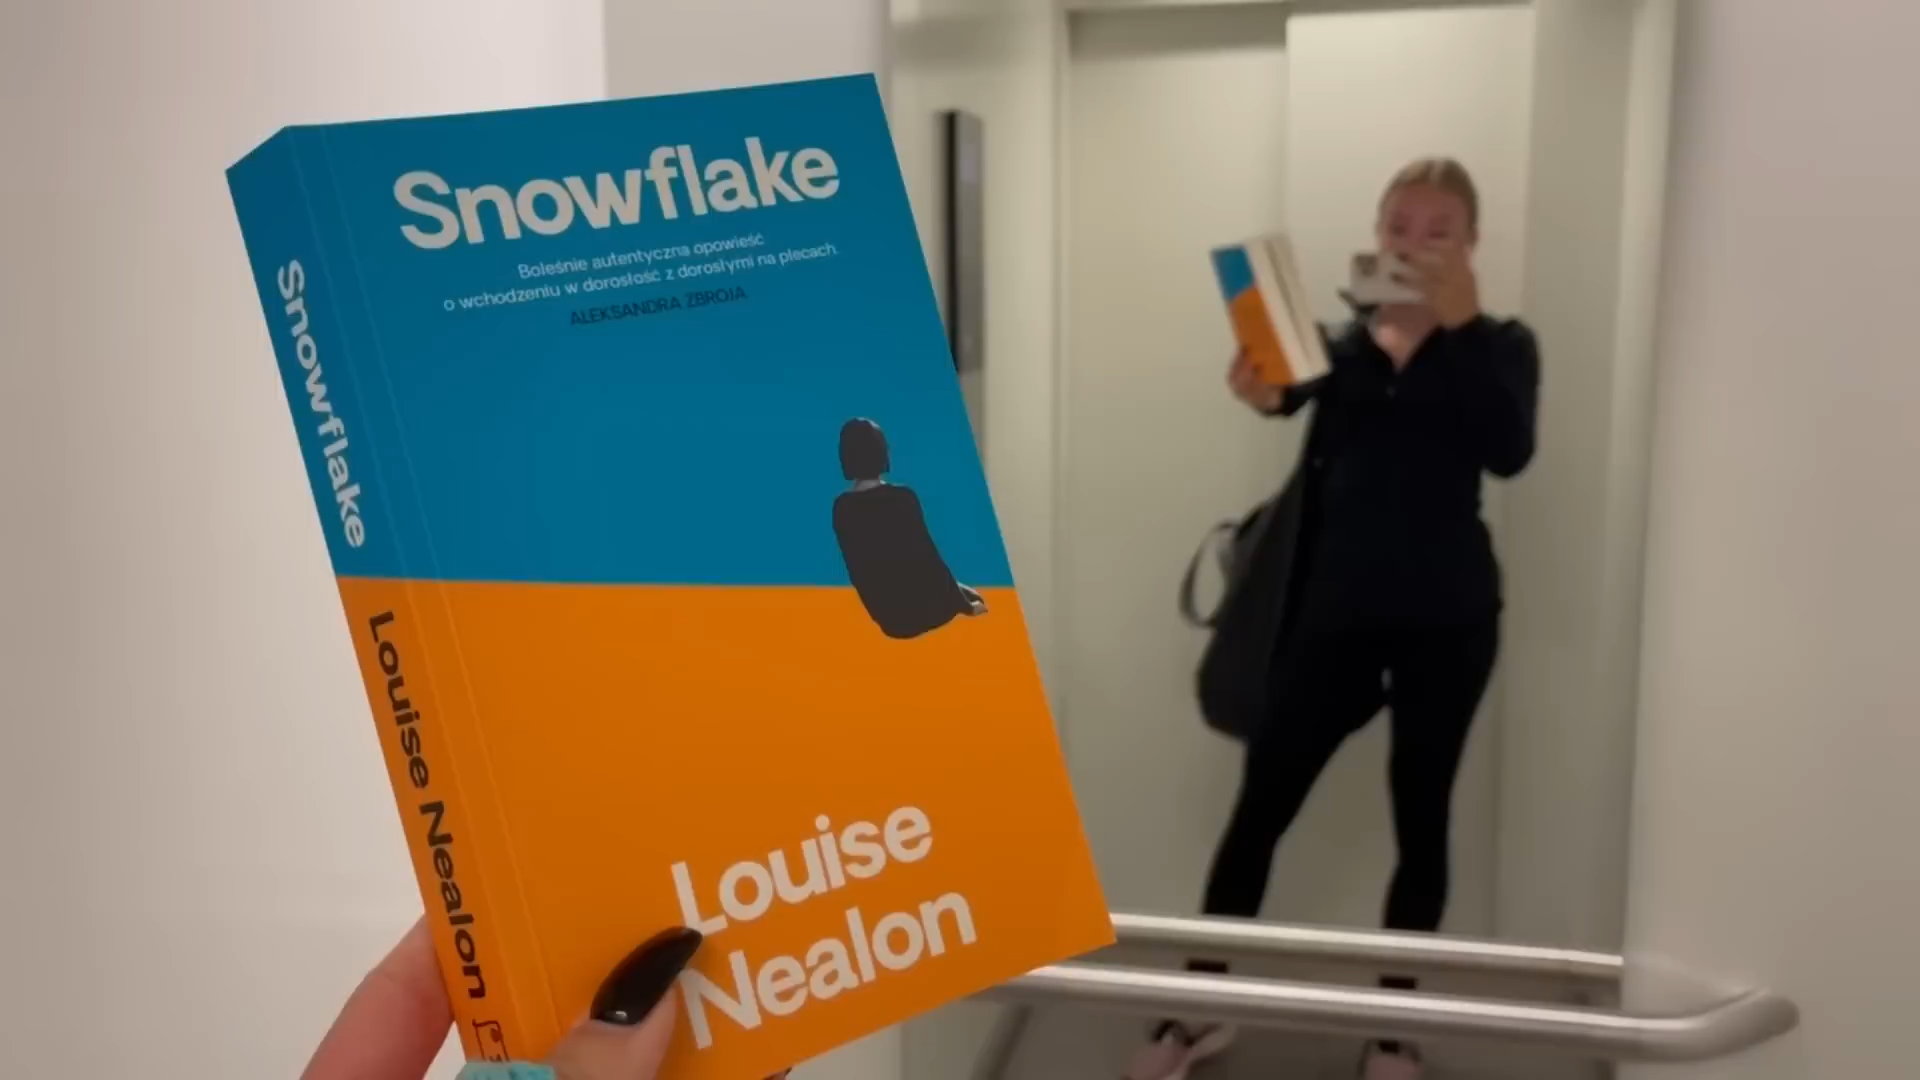 Snowflake
Boleśnie autentyczna opowieść
o wchodzeniu w dorosłość z dorosłymi na plecach.
ALEKSANDRA ZBROJA
Louise
Nealon
Snowflake
Louise Nealon